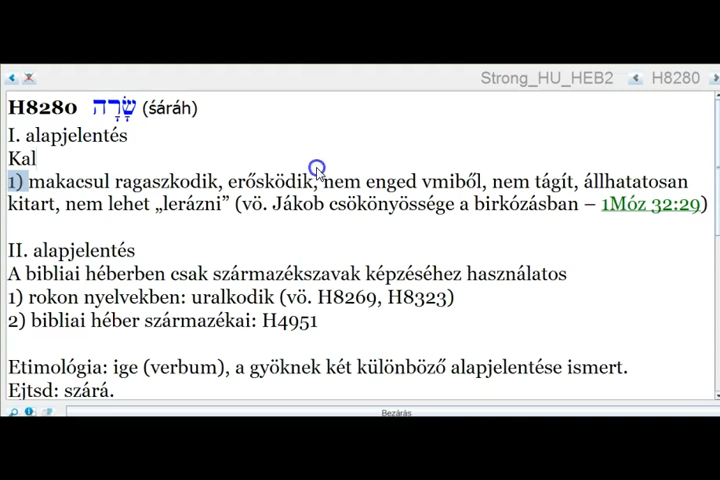 Strong_HU_HEB2 H8280
H8280 שָׂרָה (śáráh)
I. alapjelentés
Kal
1) makacsul ragaszkodik, erősködik, nem enged vmiből, nem tágít, állhatatosan
kitart, nem lehet „lerázni” (vö. Jákob csökönyössége a birkózásban – 1Móz 32:29)
II. alapjelentés
A bibliai héberben csak származékszavak képzéséhez használatos
1) rokon nyelvekben: uralkodik (vö. H8269, H8323)
2) bibliai héber származékai: H4951
Etimológia: ige (verbum), a gyöknek két különböző alapjelentése ismert.
Ejtsd: szárá.
Bezárás